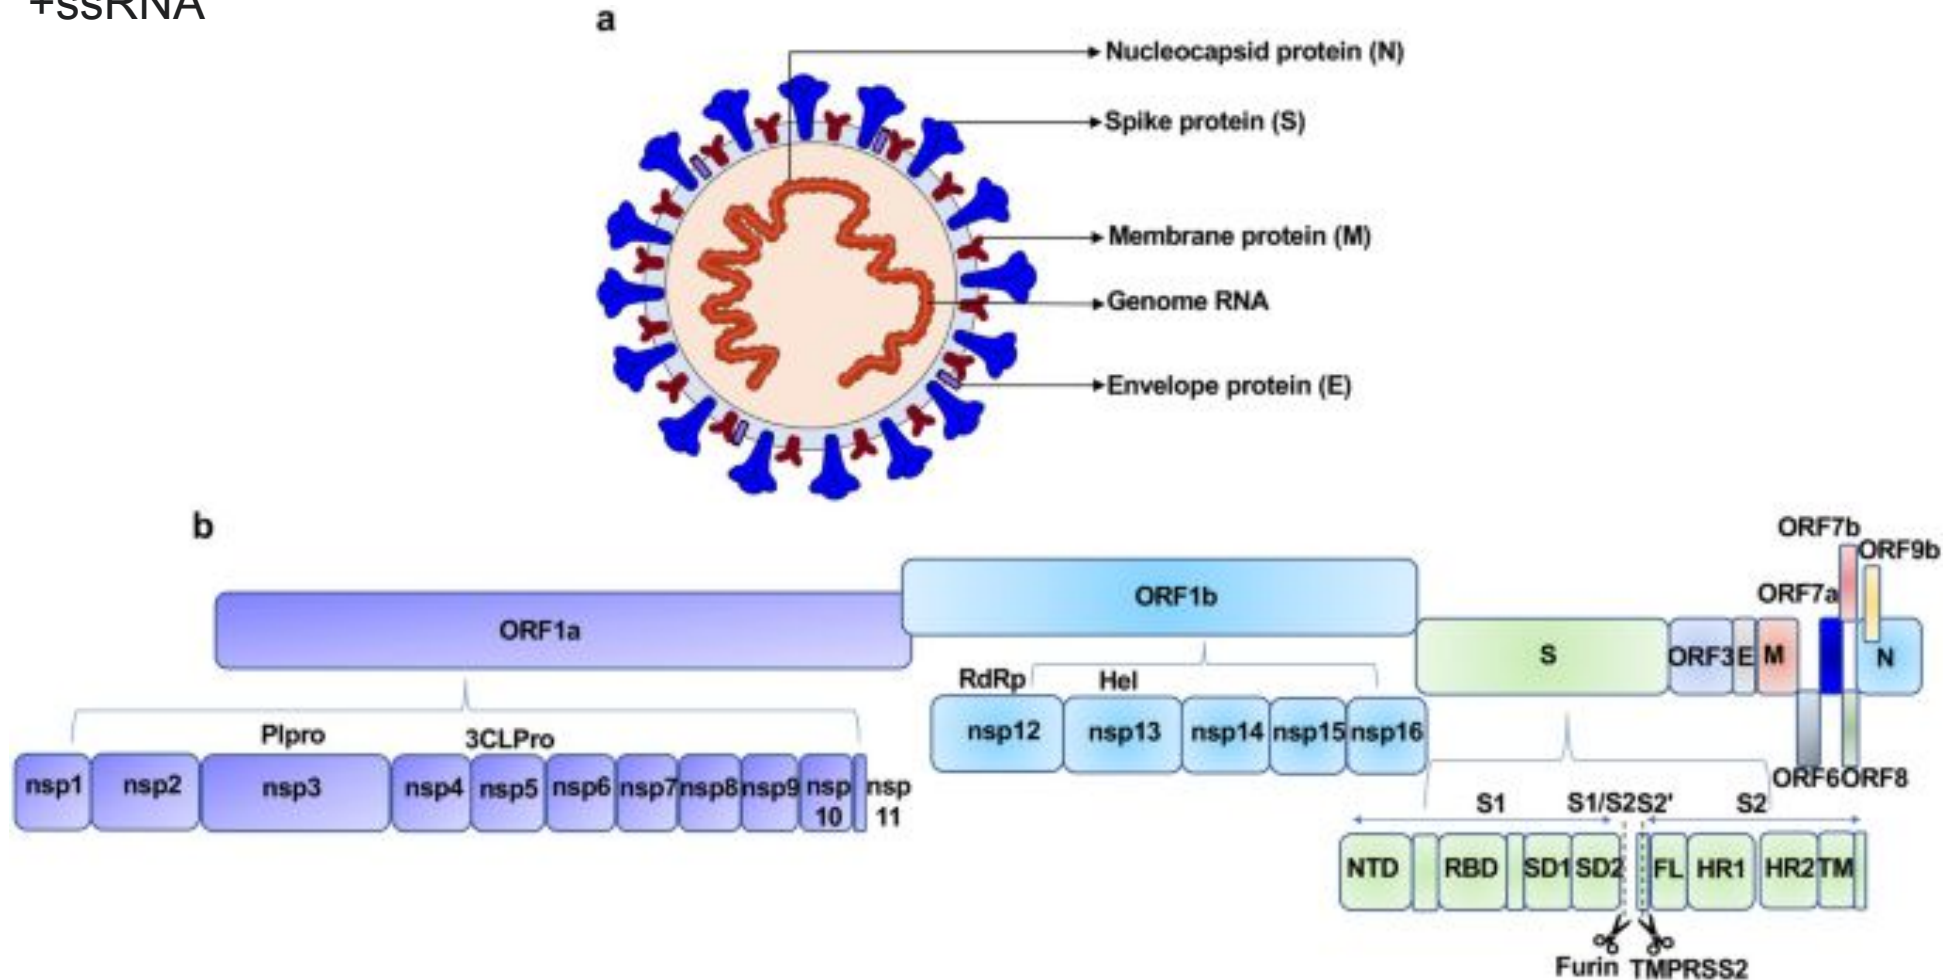 +ssRNA
a
Nucleocapsid protein (N)
Spike protein (S)
Membrane protein (M)
Genome RNA
Envelope protein (E)
b
ORF7b
ORF9b
ORF7a
ORF1b
ORF1a
S
ORF3
E
M
N
RdRp
Hel
nsp12
nsp13
nsp14
nsp15
nsp16
Plpro
3CLPro
nsp1
nsp2
nsp3
nsp4
nsp5
nsp6
nsp7
nsp8
nsp9
nsp
10
nsp
11
ORF6
ORF8
S1
S1/S2
S2'
S2
NTD
RBD
SD1
SD2
FL
HR1
HR2
TM
Furin
TMPRSS2